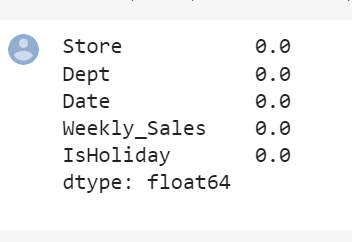 Store 0.0
Dept 0.0
Date 0.0
Weekly_Sales 0.0
IsHoliday 0.0
dtype: float64